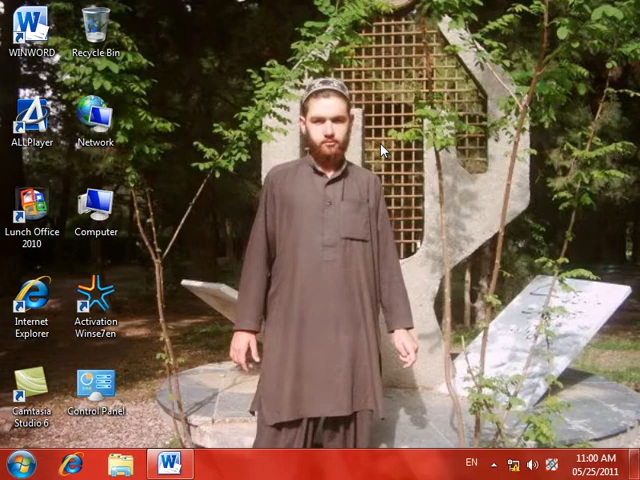 WINWORD
Recycle Bin
ALLPlayer
Network
Lunch Office
2010
Computer
Internet
Explorer
Activation
Winse7en
Camtasia
Studio 6
Control Panel
EN
11:00 AM
05/25/2011